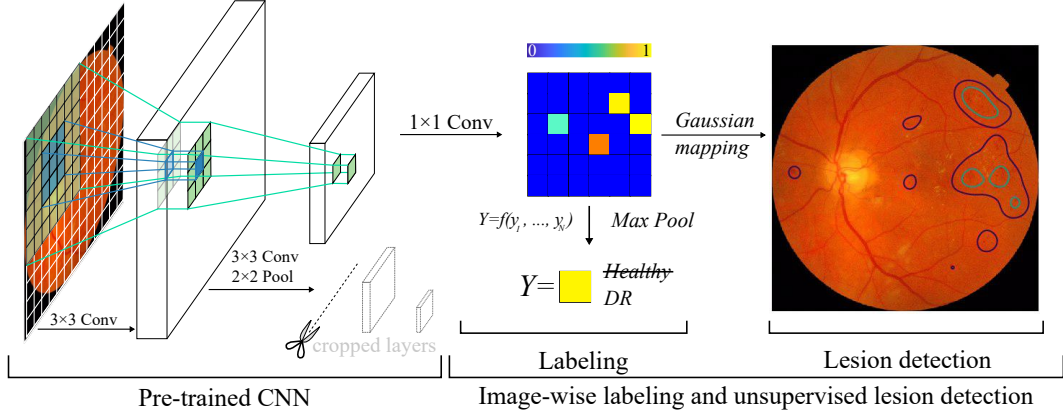 0 1
1×1 Conv
Gaussian
mapping
Y=f(y₁, ..., y_N)
Max Pool
3×3 Conv
2×2 Pool
Y=
Healthy
DR
3×3 Conv
cropped layers
Labeling
Lesion detection
Pre-trained CNN
Image-wise labeling and unsupervised lesion detection